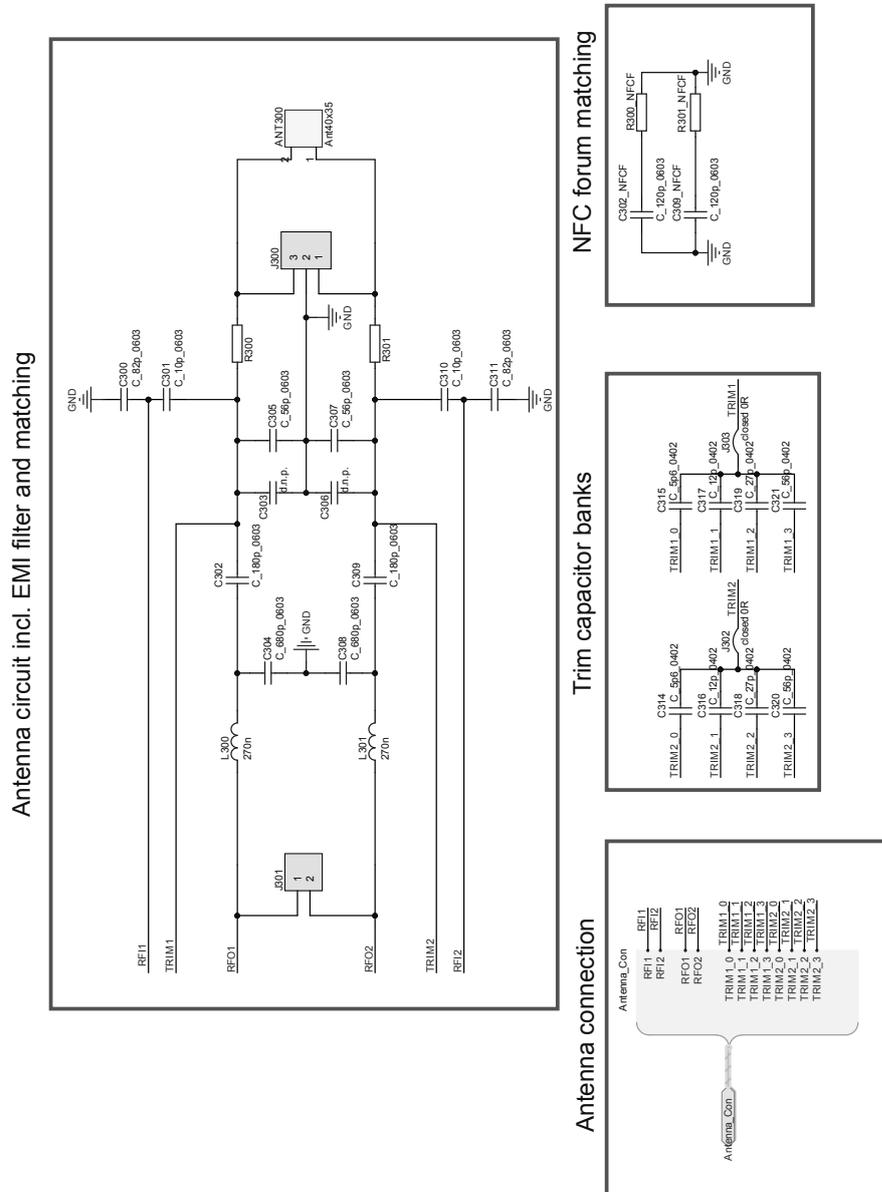 Antenna circuit incl. EMI filter and matching
RFI1
TRIM1
RFO1
RFO2
TRIM2
RFI2
J301
1
2
L300
270n
L301
270n
C304
C_680p_0603
GND
C308
C_680p_0603
C302
C_180p_0603
C309
C_180p_0603
C303
d.n.p.
C306
d.n.p.
C305
C_56p_0603
C307
C_56p_0603
GND
C300
C_82p_0603
C301
C_10p_0603
C310
C_10p_0603
C311
C_82p_0603
GND
R300
R301
GND
J300
3
2
1
ANT300
Ant40x35
2
1
Antenna connection
Antenna_Con
Antenna_Con
RFI1 RFI1
RFI2 RFI2
RFO1 RFO1
RFO2 RFO2
TRIM1_0 TRIM1_0
TRIM1_1 TRIM1_1
TRIM1_2 TRIM1_2
TRIM1_3 TRIM1_3
TRIM2_0 TRIM2_0
TRIM2_1 TRIM2_1
TRIM2_2 TRIM2_2
TRIM2_3 TRIM2_3
Trim capacitor banks
TRIM2_0
C314
C_5p6_0402
TRIM2_1
C316
C_12p_0402
TRIM2_2
C318
C_27p_0402
TRIM2_3
C320
C_56p_0402
J302
closed 0R
TRIM2
TRIM1_0
C315
C_5p6_0402
TRIM1_1
C317
C_12p_0402
TRIM1_2
C319
C_27p_0402
TRIM1_3
C321
C_56p_0402
J303
closed 0R
TRIM1
NFC forum matching
C302_NFCF
C_120p_0603
R300_NFCF
C309_NFCF
C_120p_0603
R301_NFCF
GND
GND